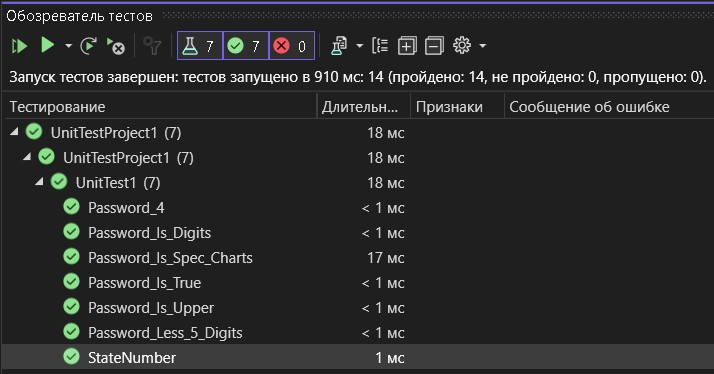 Обозреватель тестов
7 7 0
Запуск тестов завершен: тестов запущено в 910 мс: 14 (пройдено: 14, не пройдено: 0, пропущено: 0).
Тестирование Длительн... Признаки Сообщение об ошибке
UnitTestProject1 (7) 18 мс
UnitTestProject1 (7) 18 мс
UnitTest1 (7) 18 мс
Password_4 < 1 мс
Password_Is_Digits < 1 мс
Password_Is_Spec_Charts 17 мс
Password_Is_True < 1 мс
Password_Is_Upper < 1 мс
Password_Less_5_Digits < 1 мс
StateNumber 1 мс